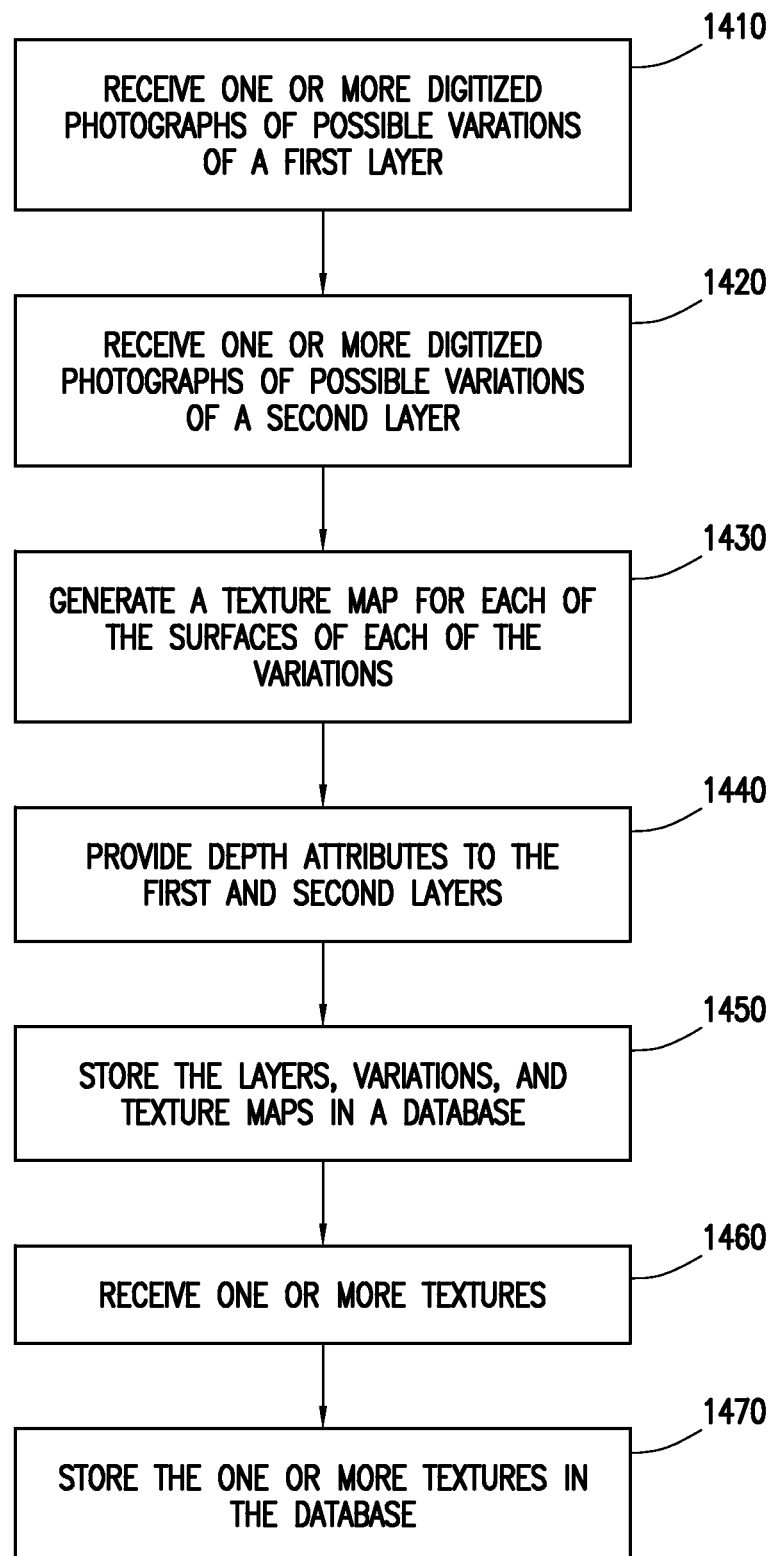 1410
RECEIVE ONE OR MORE DIGITIZED
PHOTOGRAPHS OF POSSIBLE VARATIONS
OF A FIRST LAYER
1420
RECEIVE ONE OR MORE DIGITIZED
PHOTOGRAPHS OF POSSIBLE VARIATIONS
OF A SECOND LAYER
1430
GENERATE A TEXTURE MAP FOR EACH OF
THE SURFACES OF EACH OF THE
VARIATIONS
1440
PROVIDE DEPTH ATTRIBUTES TO THE
FIRST AND SECOND LAYERS
1450
STORE THE LAYERS, VARIATIONS, AND
TEXTURE MAPS IN A DATABASE
1460
RECEIVE ONE OR MORE TEXTURES
1470
STORE THE ONE OR MORE TEXTURES IN
THE DATABASE